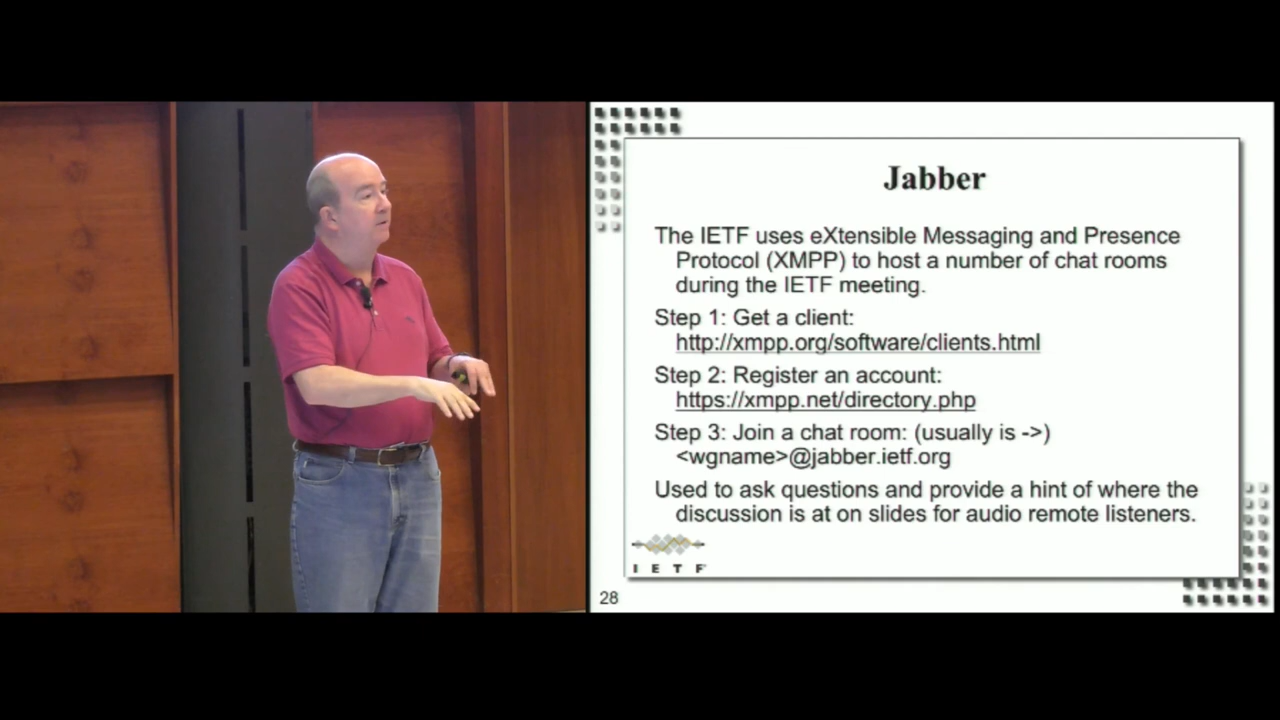 Jabber
The IETF uses eXtensible Messaging and Presence
Protocol (XMPP) to host a number of chat rooms
during the IETF meeting.
Step 1: Get a client:
http://xmpp.org/software/clients.html
Step 2: Register an account:
https://xmpp.net/directory.php
Step 3: Join a chat room: (usually is ->)
<wgname>@jabber.ietf.org
Used to ask questions and provide a hint of where the
discussion is at on slides for audio remote listeners.
I E T F
28